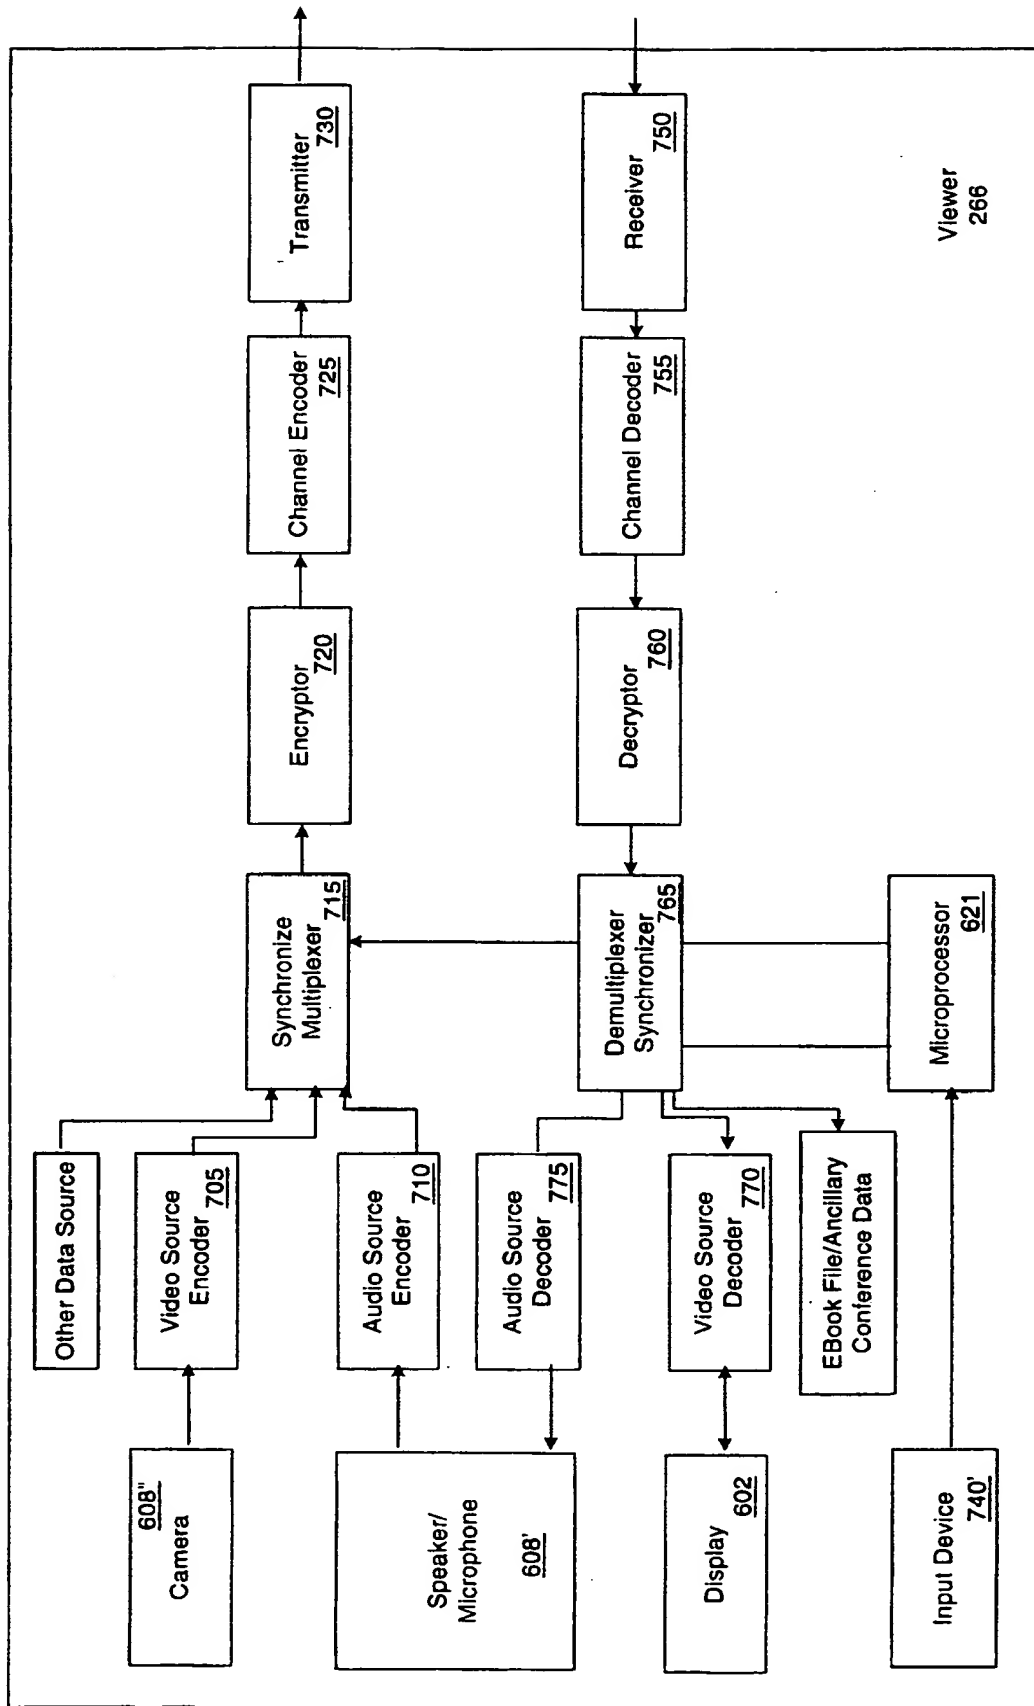 Camera
608"
Speaker/
Microphone
608'
Display
602
Input Device
740'
Other Data Source
Video Source
Encoder
705
Audio Source
Encoder
710
Audio Source
Decoder
775
Video Source
Decoder
770
EBook File/Ancillary
Conference Data
Synchronize
Multiplexer
715
Demultiplexer
Synchronizer
765
Microprocessor
621
Encryptor
720
Decryptor
760
Channel Encoder
725
Channel Decoder
755
Transmitter
730
Receiver
750
Viewer
266